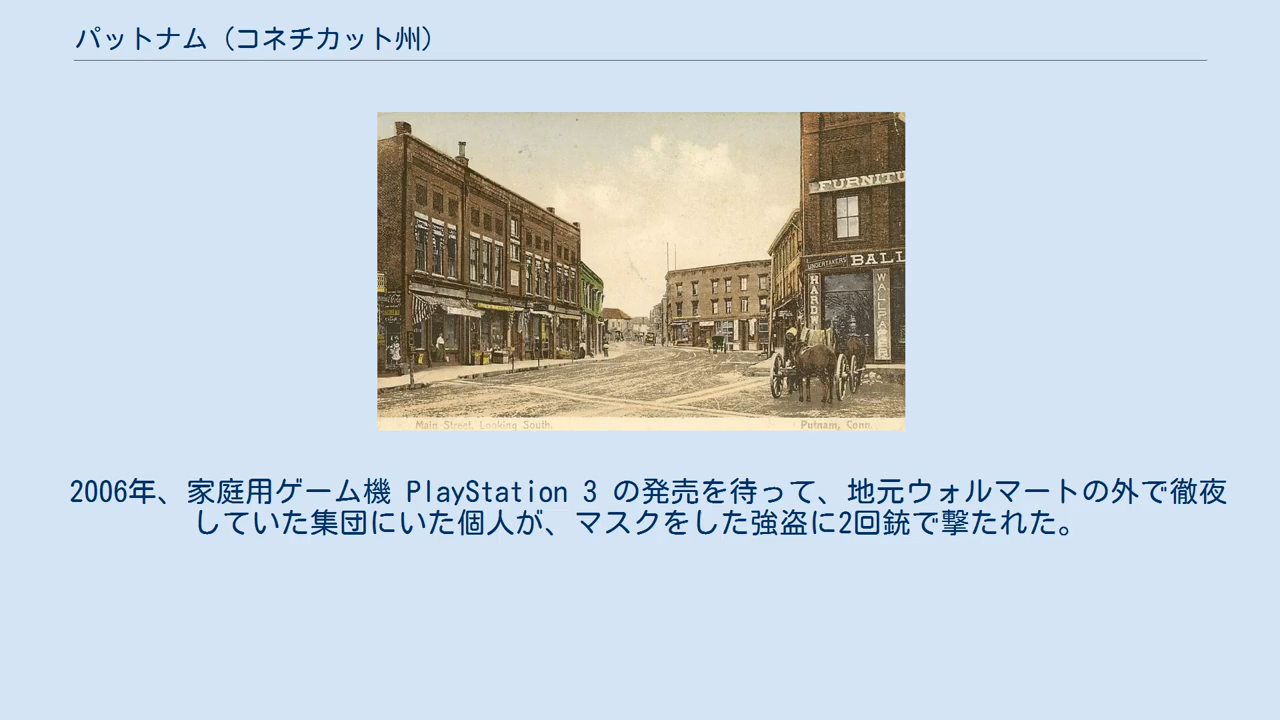 パットナム（コネチカット州）
FURNITU
UNDERTAKERS BALL
HARD
WALLPAPE
Main Street, Looking South.
Putnam, Conn.
2006年、家庭用ゲーム機 PlayStation 3 の発売を待って、地元ウォルマートの外で徹夜
していた集団にいた個人が、マスクをした強盗に2回銃で撃たれた。